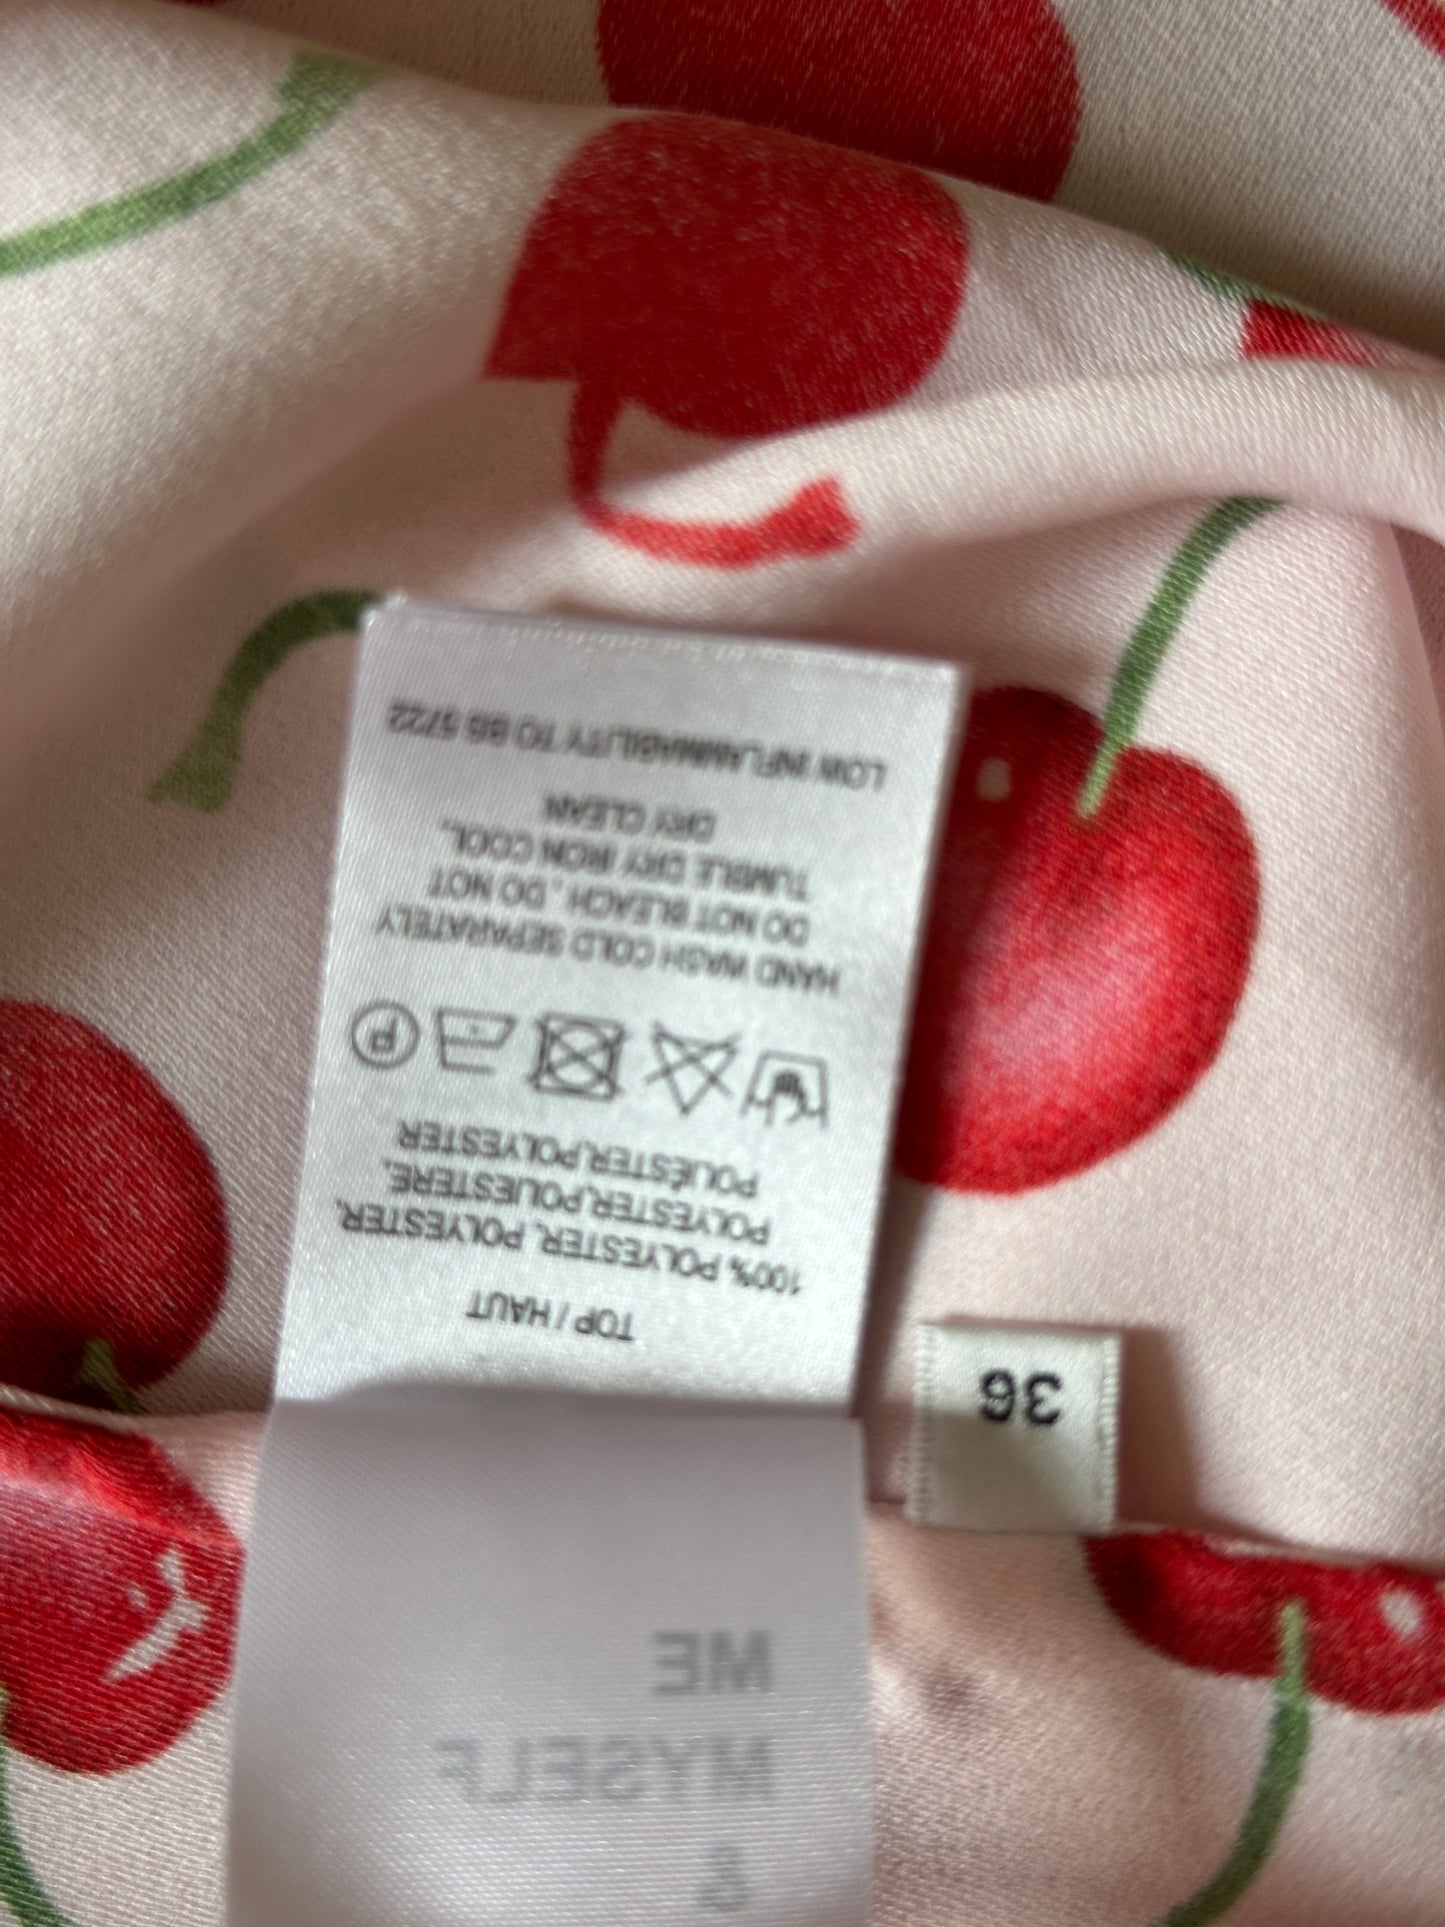 TOP / HAUT
100% POLYESTER, POLYESTER,
POLYESTER,POLIESTERE,
POLIÉSTER,POLYESTER
P
HAND WASH COLD SEPARATELY
DO NOT BLEACH , DO NOT
TUMBLE DRY IRON COOL,
DRY CLEAN
LOW INFLAMMABILITY TO BS 5722
36
ME
MYSELF
&